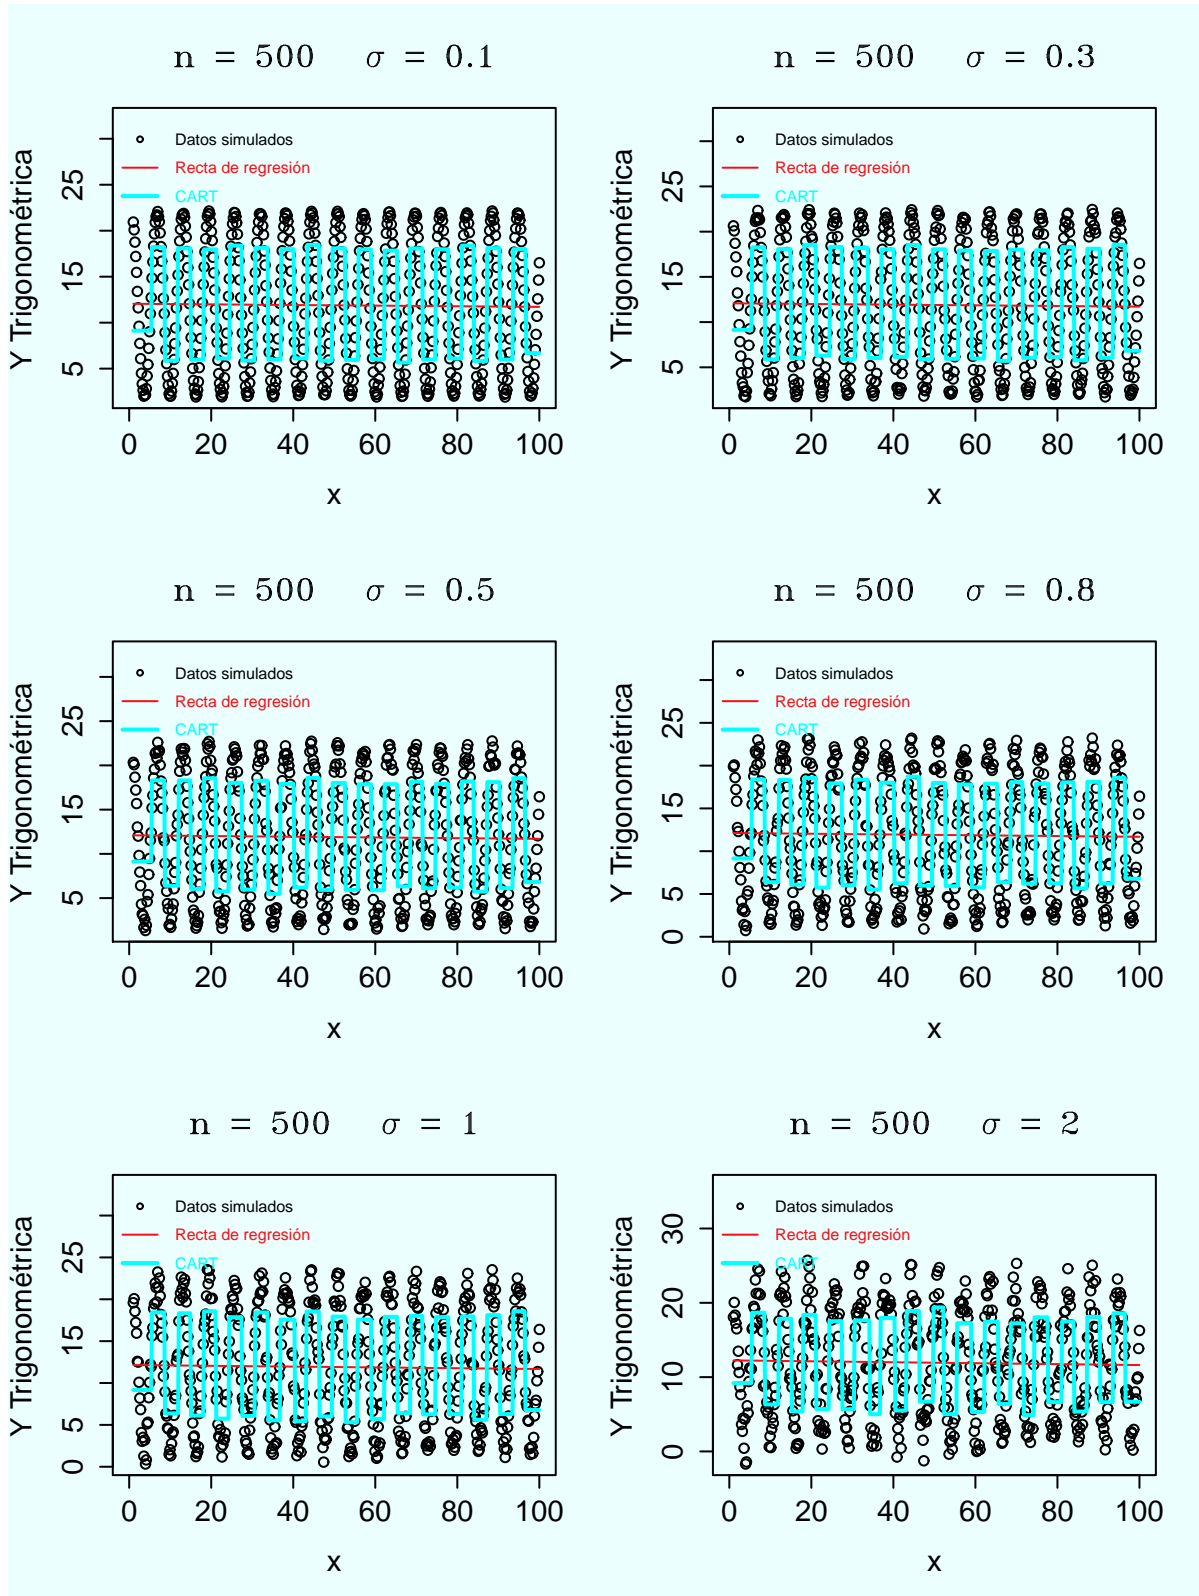 n = 500 σ = 0.1
Datos simulados
Recta de regresión
CART
Y Trigonométrica
5 15 25
0 20 40 60 80 100
x
n = 500 σ = 0.3
Datos simulados
Recta de regresión
CART
Y Trigonométrica
5 15 25
0 20 40 60 80 100
x
n = 500 σ = 0.5
Datos simulados
Recta de regresión
CART
Y Trigonométrica
5 15 25
0 20 40 60 80 100
x
n = 500 σ = 0.8
Datos simulados
Recta de regresión
CART
Y Trigonométrica
0 5 15 25
0 20 40 60 80 100
x
n = 500 σ = 1
Datos simulados
Recta de regresión
CART
Y Trigonométrica
0 5 15 25
0 20 40 60 80 100
x
n = 500 σ = 2
Datos simulados
Recta de regresión
CART
Y Trigonométrica
0 10 20 30
0 20 40 60 80 100
x